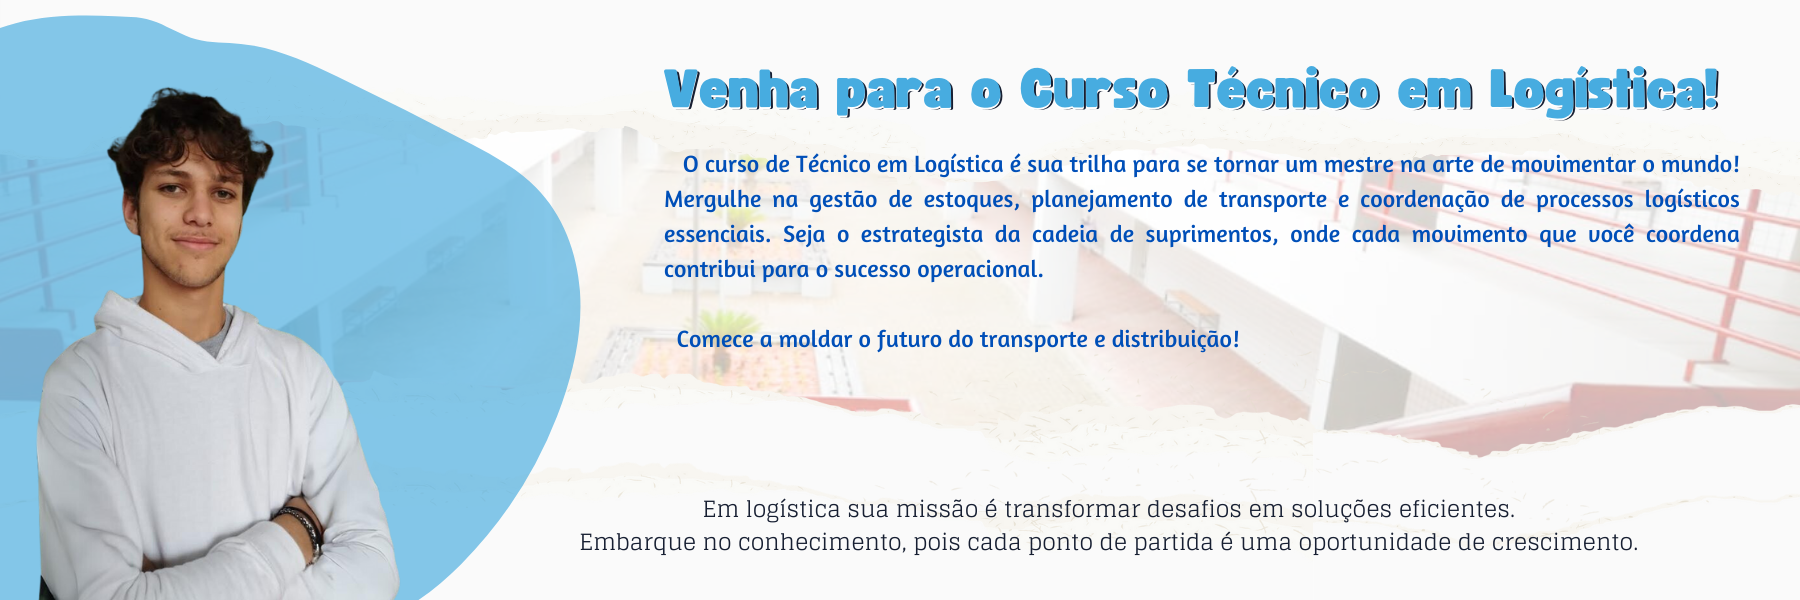 Venha para o Curso Técnico em Logística!
O curso de Técnico em Logística é sua trilha para se tornar um mestre na arte de movimentar o mundo!
Mergulhe na gestão de estoques, planejamento de transporte e coordenação de processos logísticos
essenciais. Seja o estrategista da cadeia de suprimentos, onde cada movimento que você coordena
contribui para o sucesso operacional.
Comece a moldar o futuro do transporte e distribuição!
Em logística sua missão é transformar desafios em soluções eficientes.
Embarque no conhecimento, pois cada ponto de partida é uma oportunidade de crescimento.